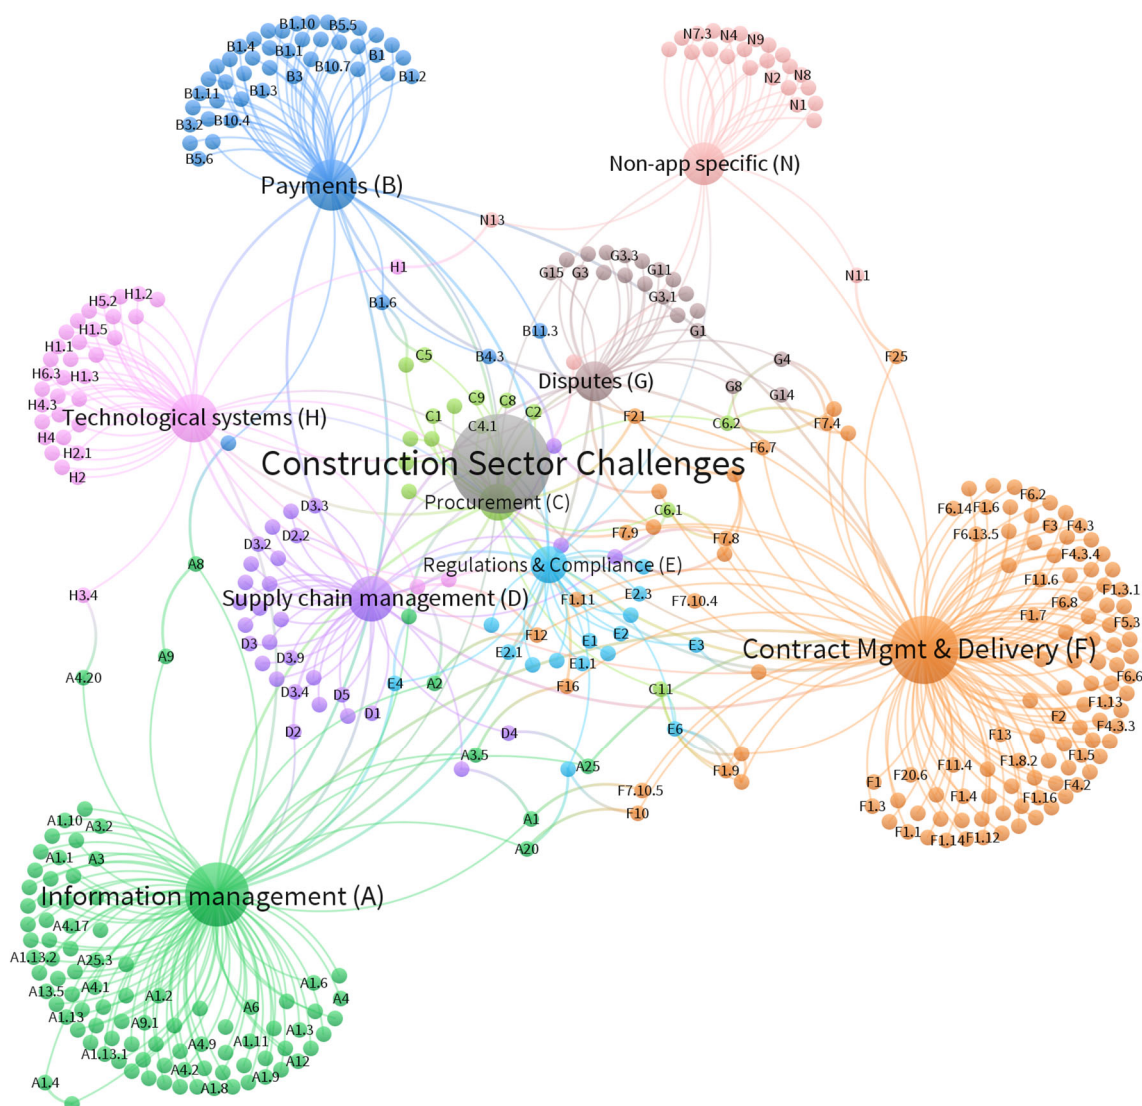 B1.10
B5.5
N7.3
N4
N9
B1.4
B1.1
B1
B10.7
B3
B1.2
N2
N8
B1.11
B1.3
N1
B3.2
B10.4
B5.6
Non-app specific (N)
Payments (B)
N13
G3.3
H1
G15
G3
G11
N11
H5.2
H1.2
G3.1
B1.6
H1.5
B11.3
G1
H1.1
C5
B4.3
F25
G4
H6.3
H1.3
Disputes (G)
G8
G14
H4.3
C9
C8
Technological systems (H)
C1
C2
F21
C6.2
F7.4
C4.1
H4
H2.1
F6.7
Construction Sector Challenges
H2
Procurement (C)
D3.3
C6.1
F6.14
F1.6
F6.2
D2.2
F7.9
F7.8
F6.13.5
F3
F4.3
D3.2
F4.3.4
A8
Regulations & Compliance (E)
F11.6
F1.3.1
H3.4
Supply chain management (D)
F1.11
E2.3
F7.10.4
F6.8
F1.7
F5.3
D3
F12
E1
E2
E3
Contract Mgmt & Delivery (F)
A9
D3.9
E2.1
E1.1
A4.20
D3.4
D5
E4
A2
F16
C11
F6.6
D1
F1.13
F2
D2
D4
E6
F13
F4.3.3
A3.5
A25
F1.9
F11.4
F1.8.2
F1.5
F20.6
F1
F4.2
F7.10.5
F1.4
F1.16
F1.3
A1.10
A3.2
A1
F10
F1.1
F1.14
F1.12
A1.1
A3
A20
Information management (A)
A4.17
A1.13.2
A25.3
A13.5
A4.1
A1.2
A1.6
A4
A1.13
A9.1
A6
A1.3
A1.13.1
A4.9
A1.11
A12
A4.2
A1.9
A1.4
A1.8